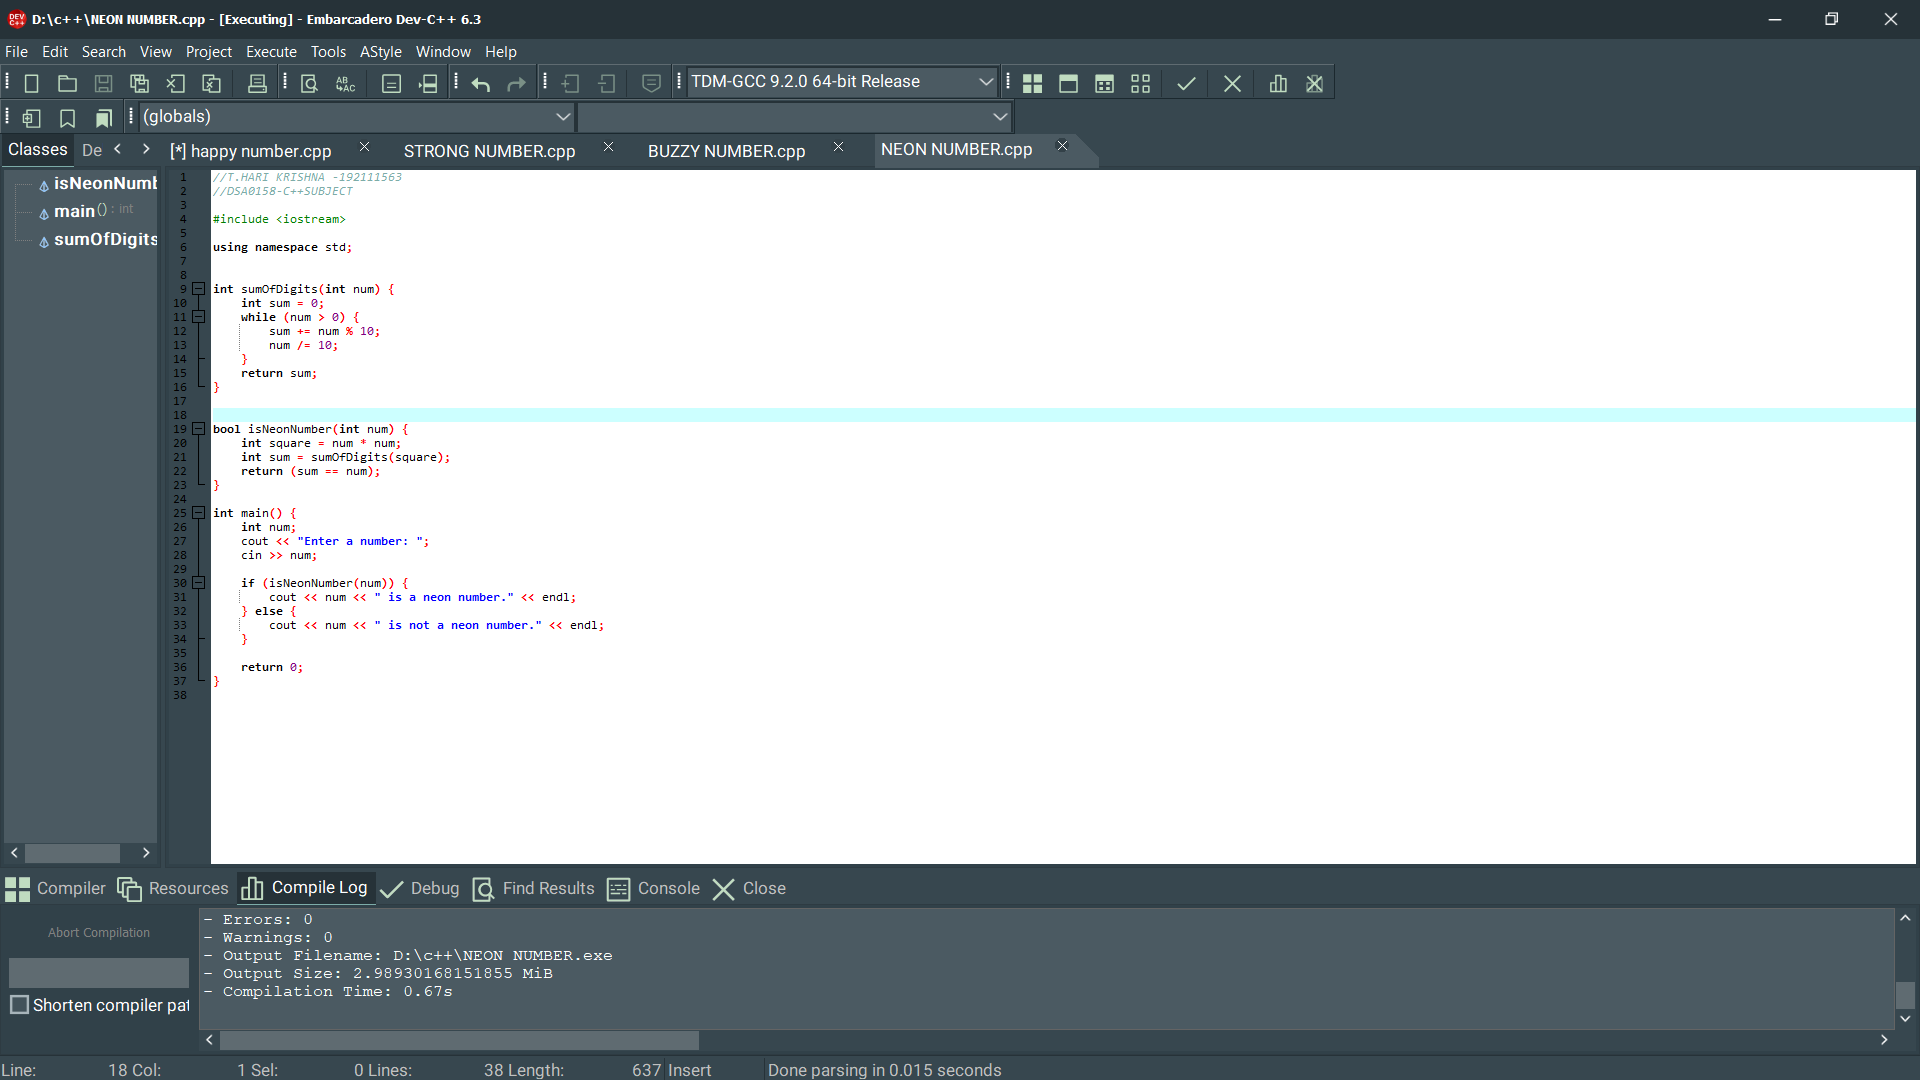 D:\c++\NEON NUMBER.cpp - [Executing] - Embarcadero Dev-C++ 6.3
File Edit Search View Project Execute Tools AStyle Window Help
TDM-GCC 9.2.0 64-bit Release
(globals)
Classes De [*] happy number.cpp STRONG NUMBER.cpp BUZZY NUMBER.cpp NEON NUMBER.cpp
isNeonNumb
main() : int
sumOfDigits
1 //T.HARI KRISHNA -192111563
2 //DSA0158-C++SUBJECT
3
4 #include <iostream>
5
6 using namespace std;
7
8
9 int sumOfDigits(int num) {
10 int sum = 0;
11 while (num > 0) {
12 sum += num % 10;
13 num /= 10;
14 }
15 return sum;
16 }
17
18
19 bool isNeonNumber(int num) {
20 int square = num * num;
21 int sum = sumOfDigits(square);
22 return (sum == num);
23 }
24
25 int main() {
26 int num;
27 cout << "Enter a number: ";
28 cin >> num;
29
30 if (isNeonNumber(num)) {
31 cout << num << " is a neon number." << endl;
32 } else {
33 cout << num << " is not a neon number." << endl;
34 }
35
36 return 0;
37 }
38
Compiler Resources Compile Log Debug Find Results Console Close
Abort Compilation
Shorten compiler pat
- Errors: 0
- Warnings: 0
- Output Filename: D:\c++\NEON NUMBER.exe
- Output Size: 2.98930168151855 MiB
- Compilation Time: 0.67s
Line: 18 Col: 1 Sel: 0 Lines: 38 Length: 637 Insert Done parsing in 0.015 seconds